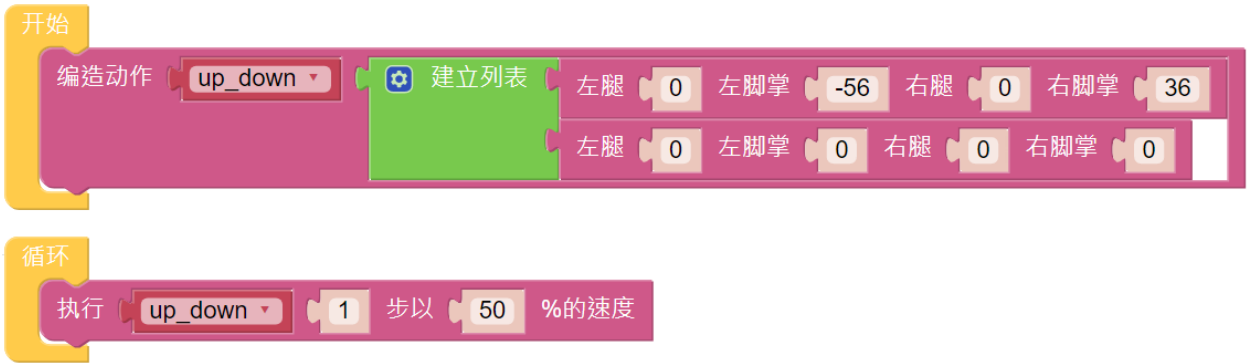 开始
编造动作 up_down 建立列表 左腿 0 左脚掌 -56 右腿 0 右脚掌 36
左腿 0 左脚掌 0 右腿 0 右脚掌 0
循环
执行 up_down 1 步以 50 %的速度